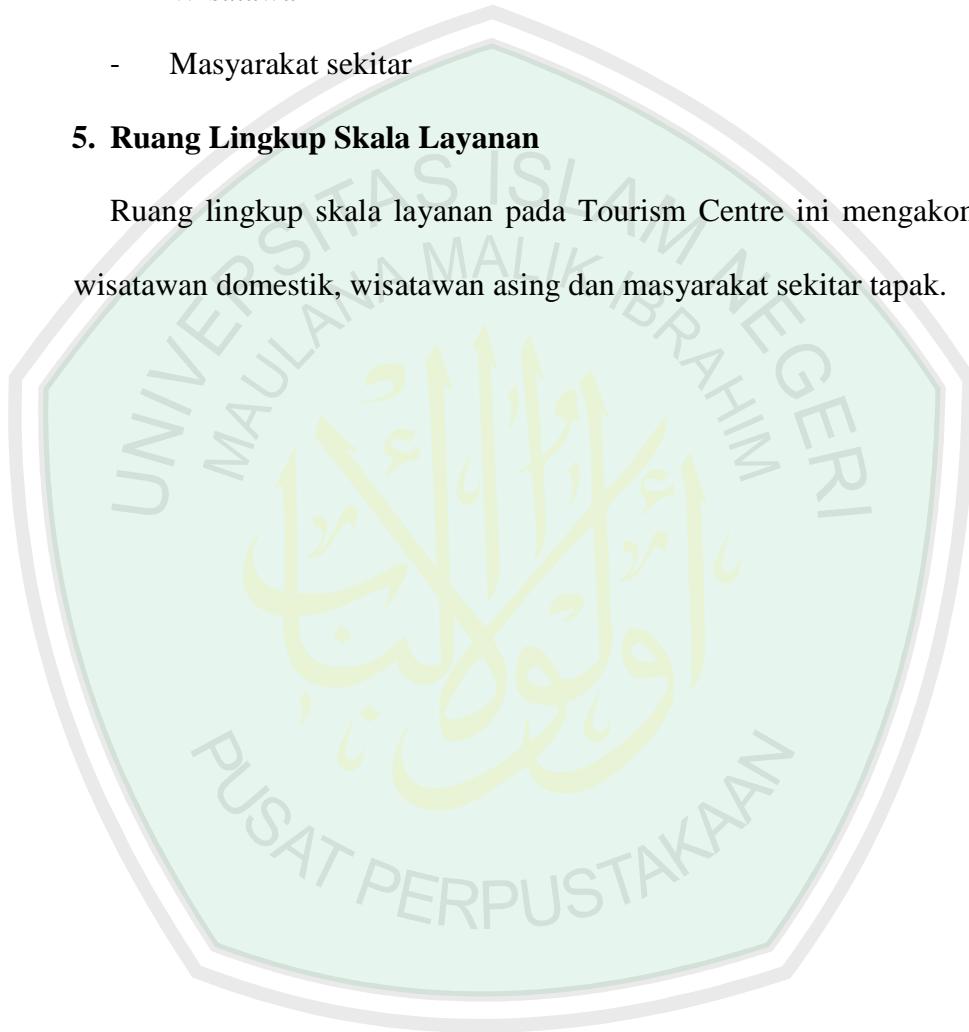 - Masyarakat sekitar
5. Ruang Lingkup Skala Layanan
Ruang lingkup skala layanan pada Tourism Centre ini
wisatawan domestik, wisatawan asing dan masyarakat sekitar tapak.
UNIVERSITAS ISLAM NEGERI
MAULANA MALIK IBRAHIM
PUSAT PERPUSTAKAAN